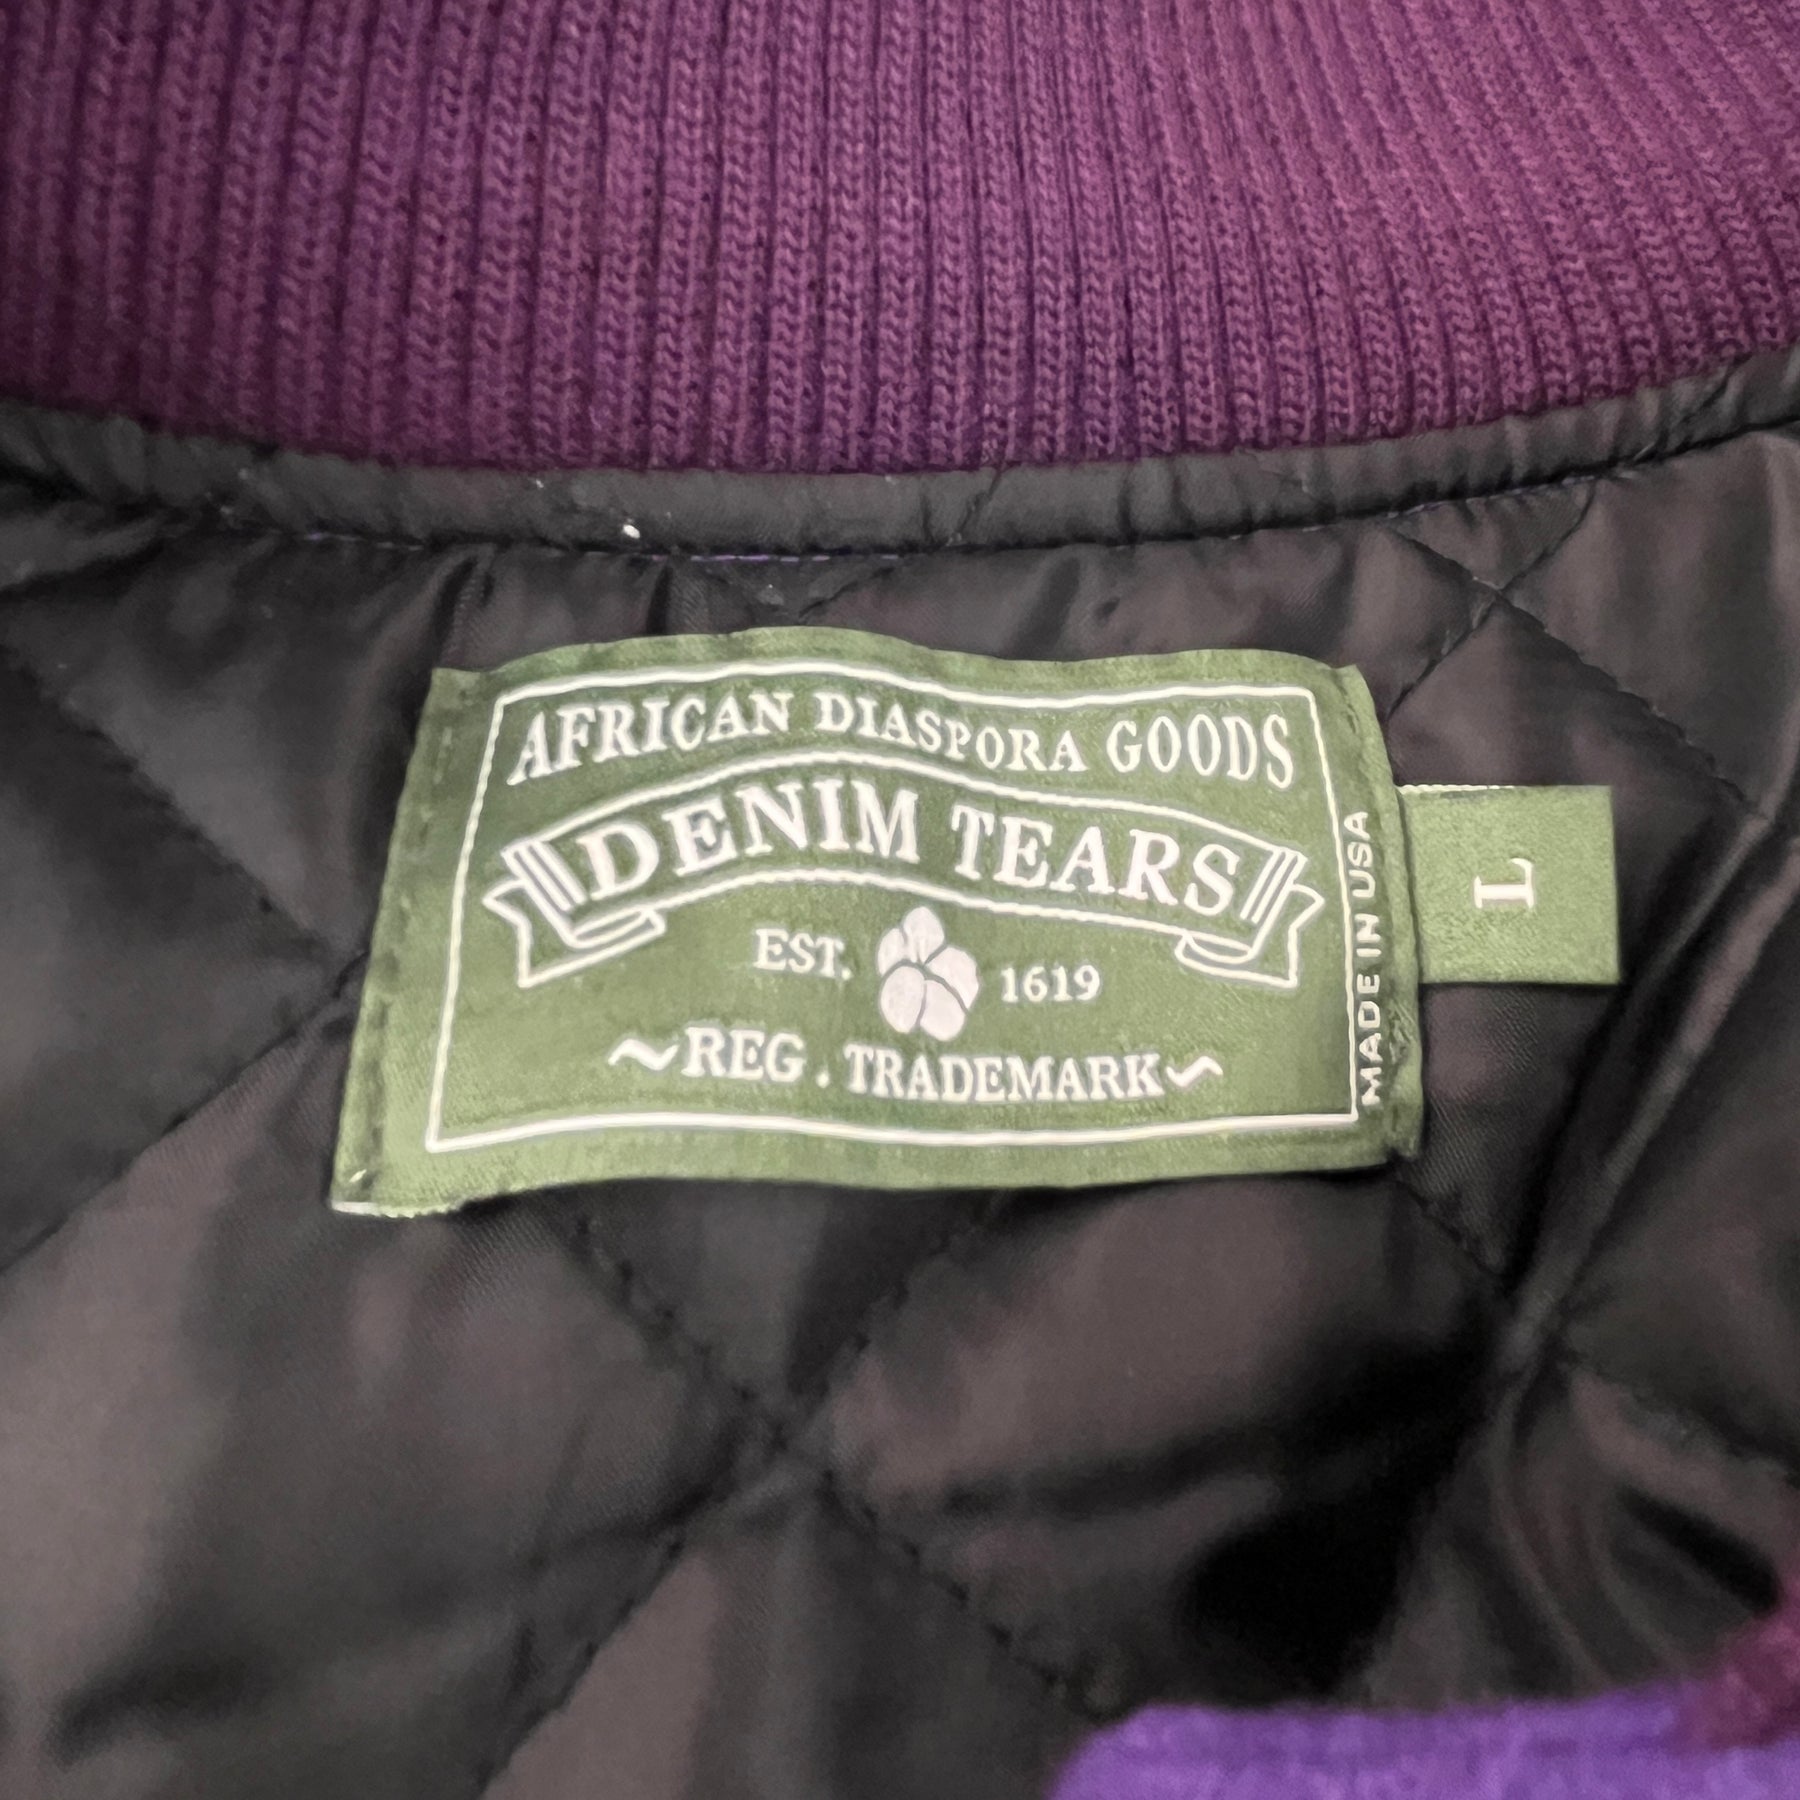 AFRICAN DIASPORA GOODS
DENIM TEARS
EST. 1619
~REG. TRADEMARK~
MADE IN USA
L